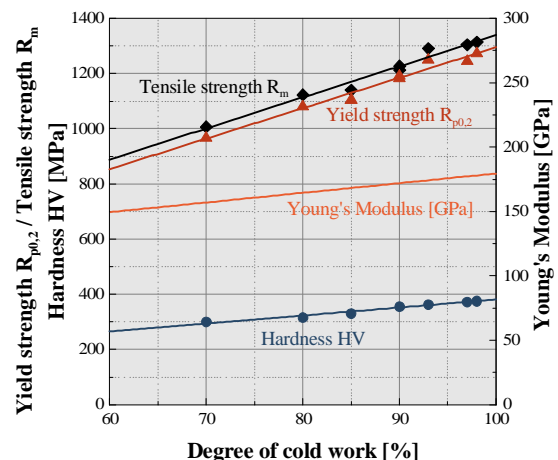 Yield strength Rp0,2 / Tensile strength Rm
Hardness HV [MPa]
1400
1200
1000
800
600
400
200
0
300
250
200
150
100
50
0
Young's Modulus [GPa]
Tensile strength Rm
Yield strength Rp0,2
Young's Modulus [GPa]
Hardness HV
60
70
80
90
100
Degree of cold work [%]